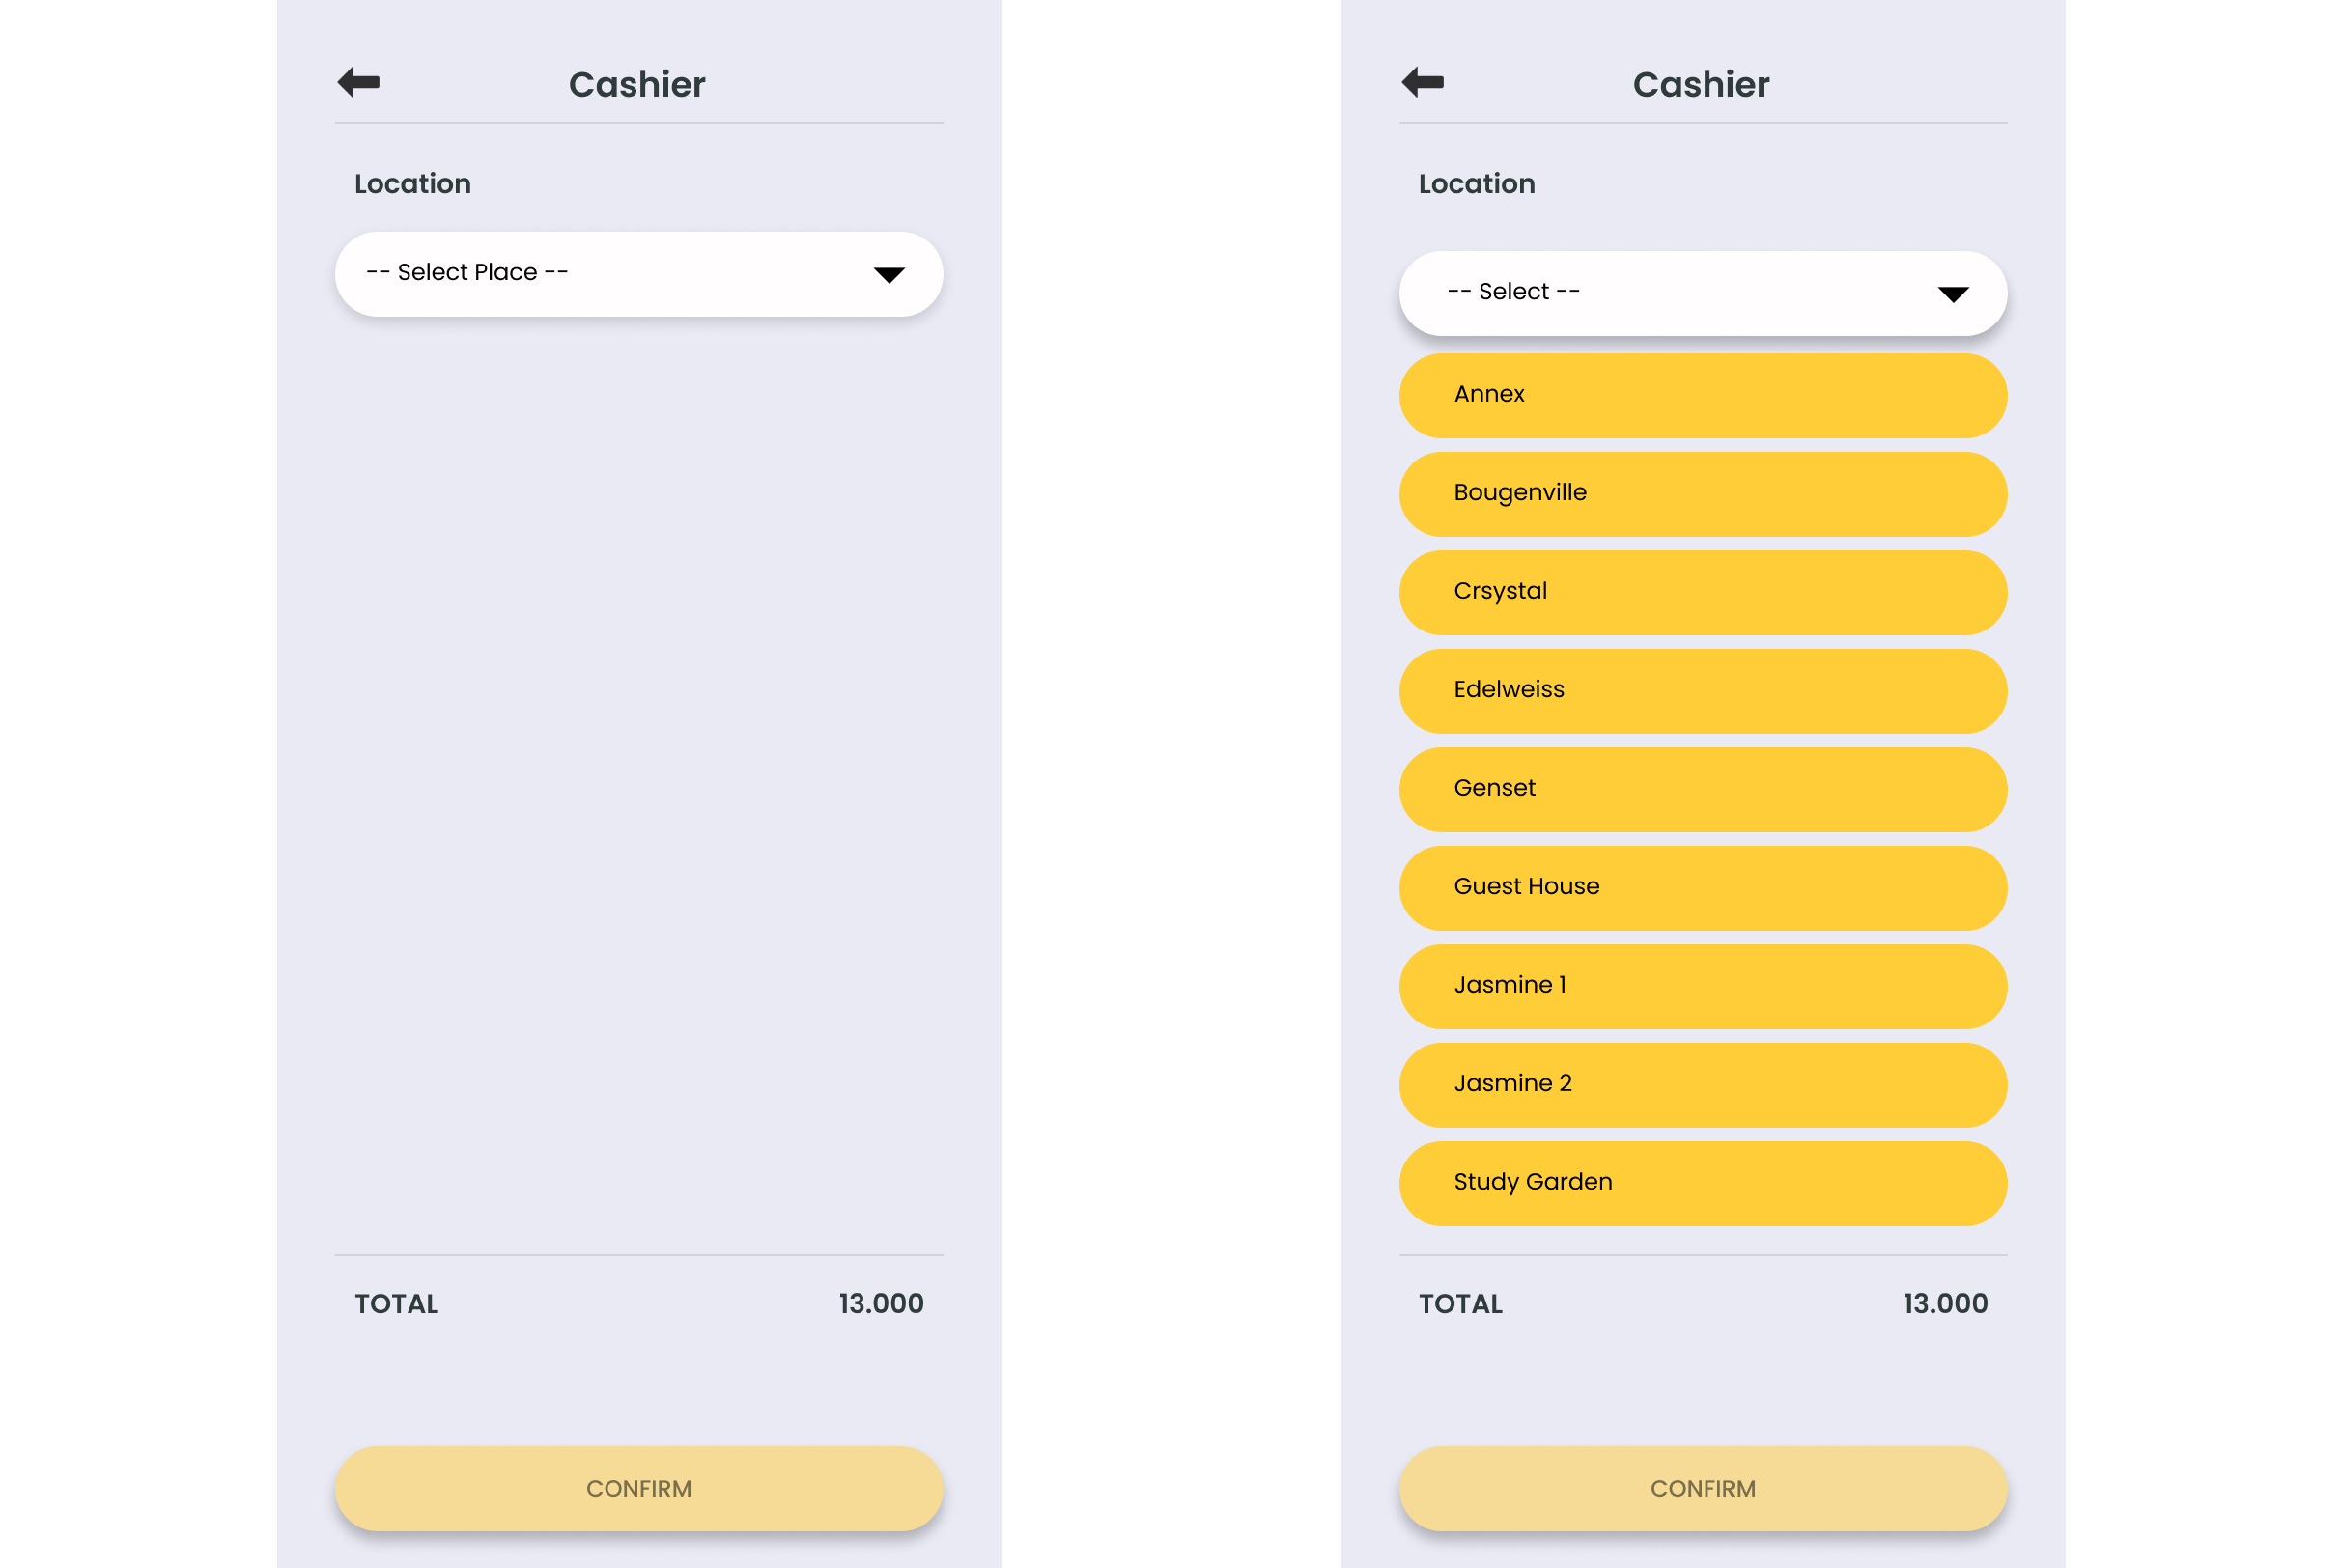 Cashier
Location
-- Select Place --
TOTAL 13.000
CONFIRM
Cashier
Location
-- Select --
Annex
Bougenville
Crsystal
Edelweiss
Genset
Guest House
Jasmine 1
Jasmine 2
Study Garden
TOTAL 13.000
CONFIRM